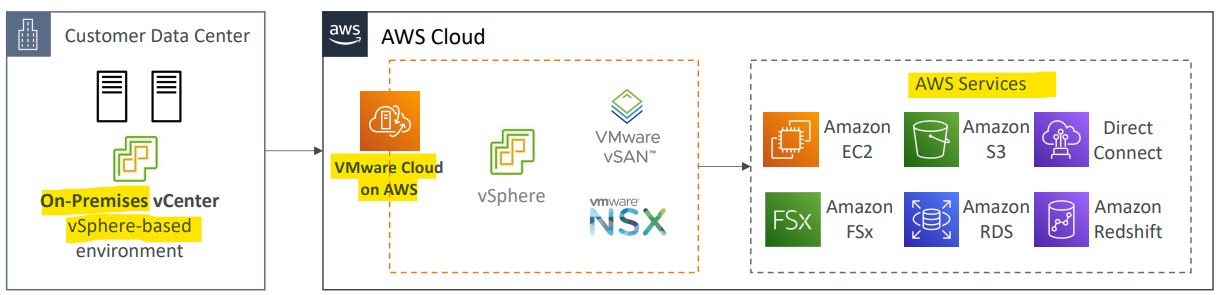 Customer Data Center
On-Premises vCenter
vSphere-based
environment
aws
AWS Cloud
VMware Cloud
on AWS
vSphere
VMware
vSAN™
vmware®
NSX
AWS Services
Amazon
EC2
Amazon
S3
Direct
Connect
FSx
Amazon
FSx
Amazon
RDS
Amazon
Redshift